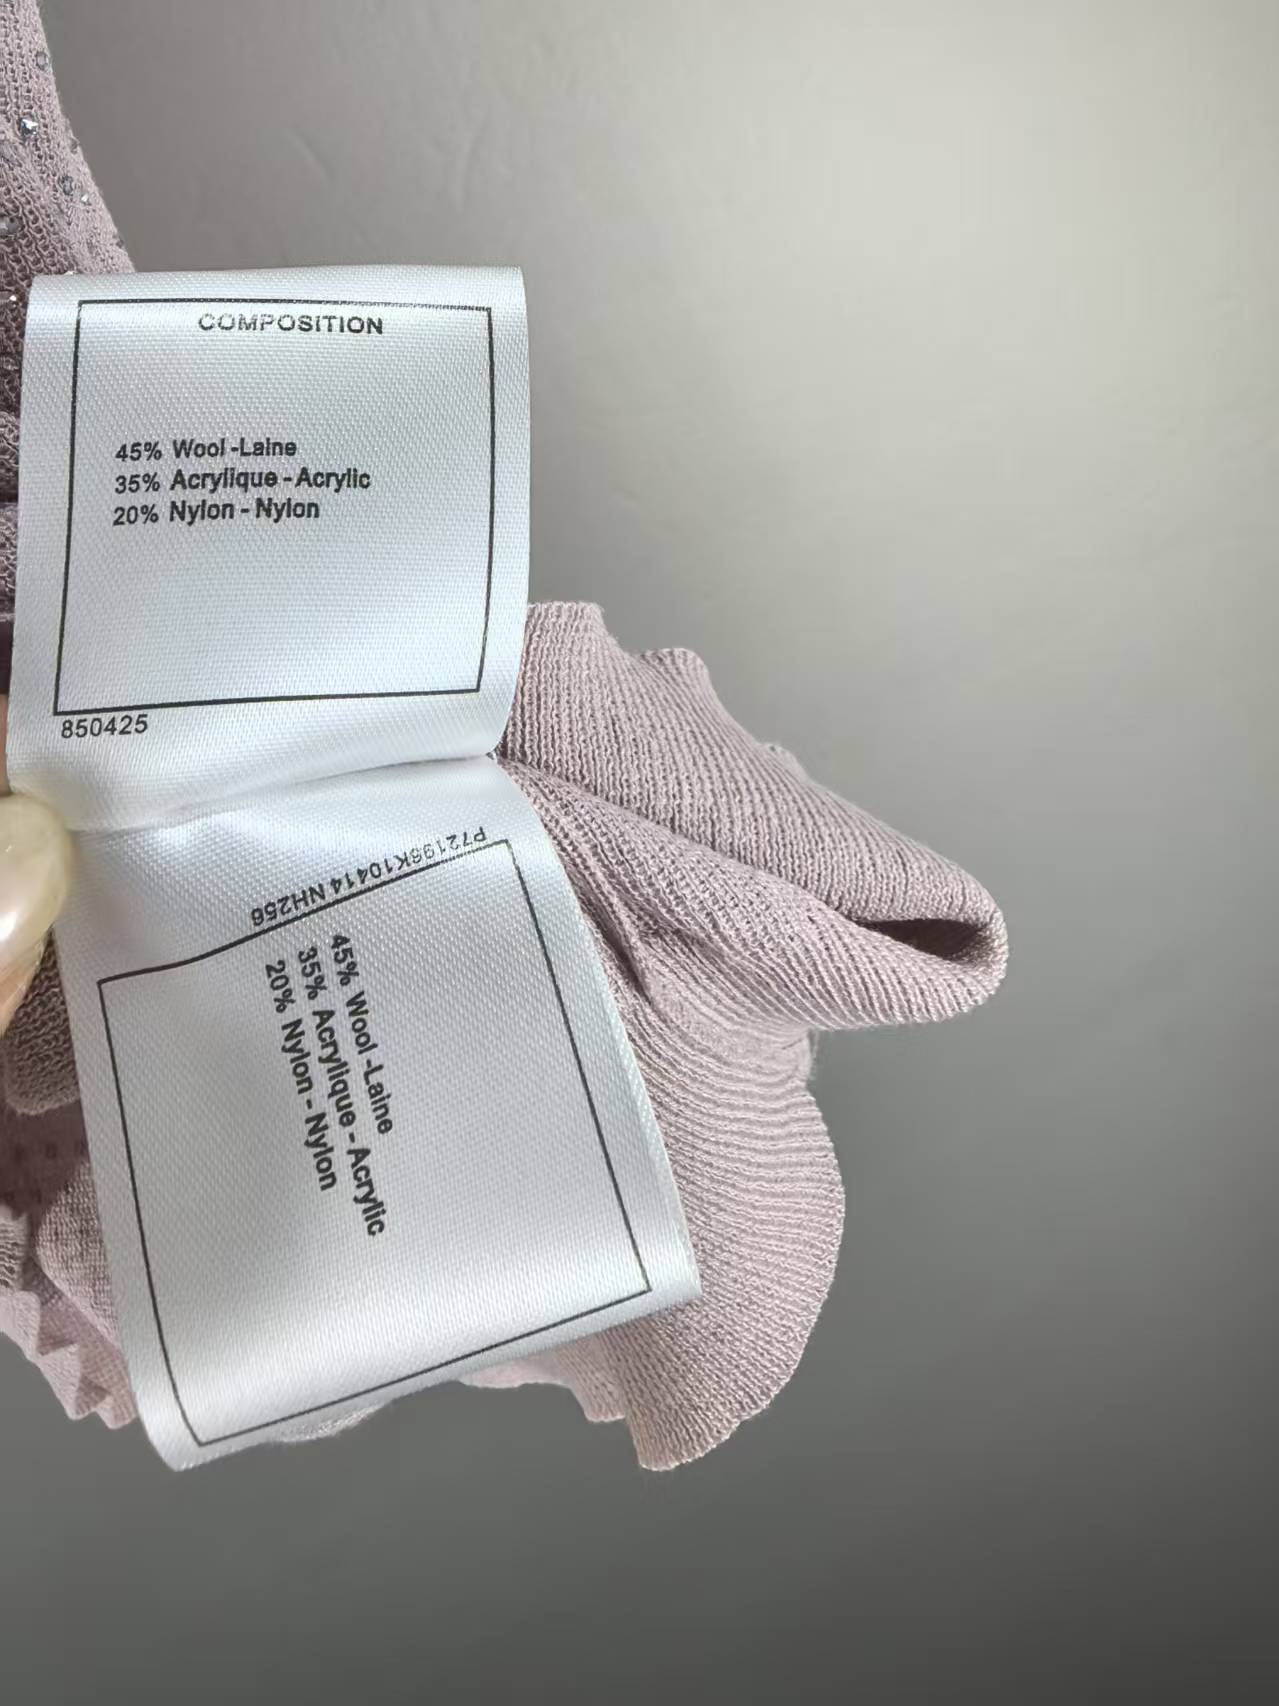 COMPOSITION
45% Wool -Laine
35% Acrylique - Acrylic
20% Nylon - Nylon
850425
P72196K10414 NH256
45% Wool -Laine
35% Acrylique - Acrylic
20% Nylon - Nylon